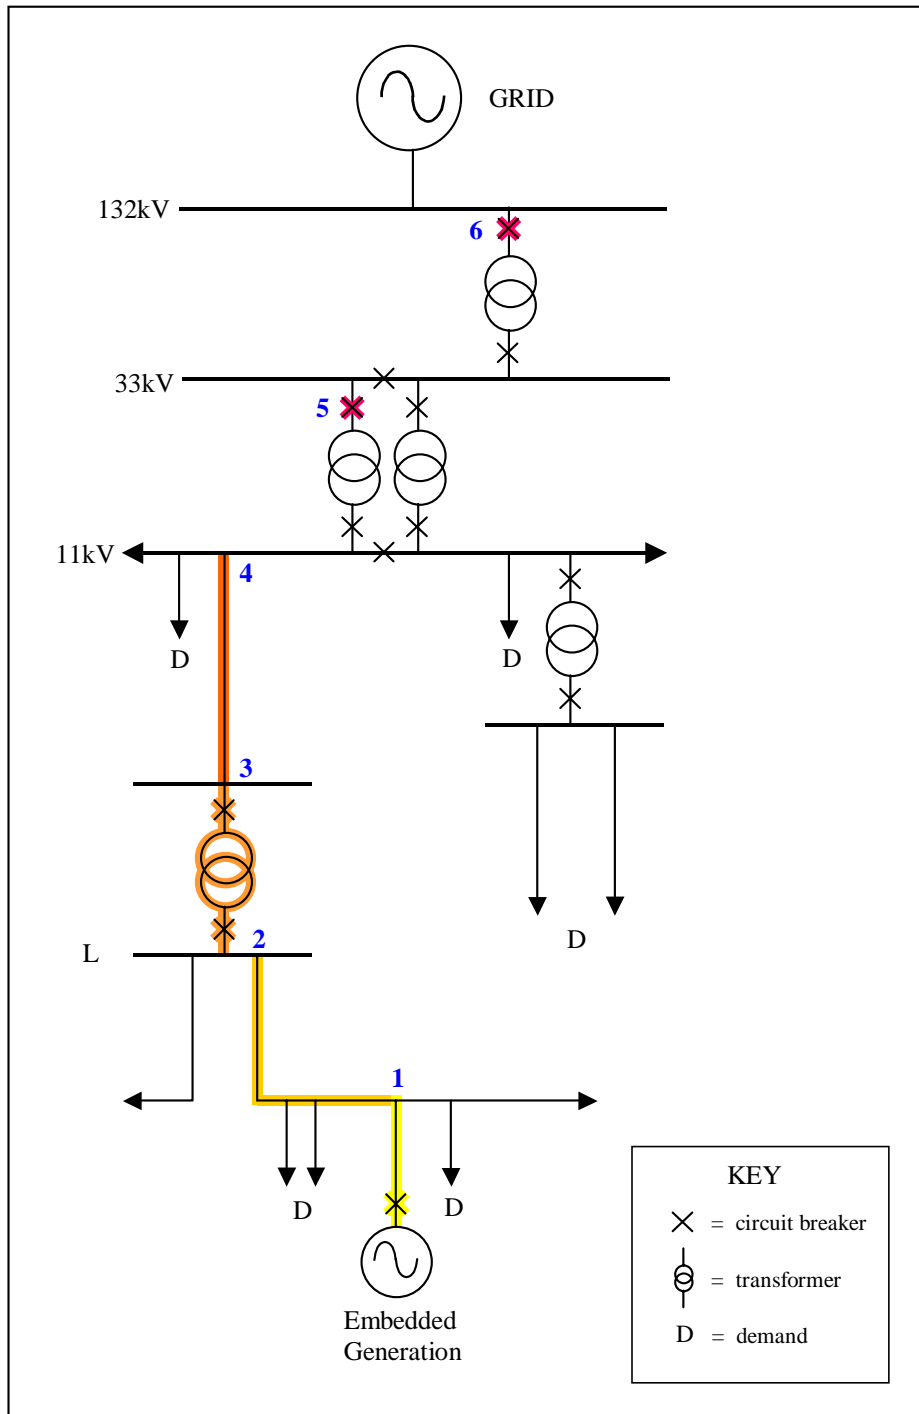 GRID
132kV
6
33kV
5
11kV
4
D
D
3
2
L
D
1
D
D
Embedded
Generation
KEY
= circuit breaker
= transformer
D = demand